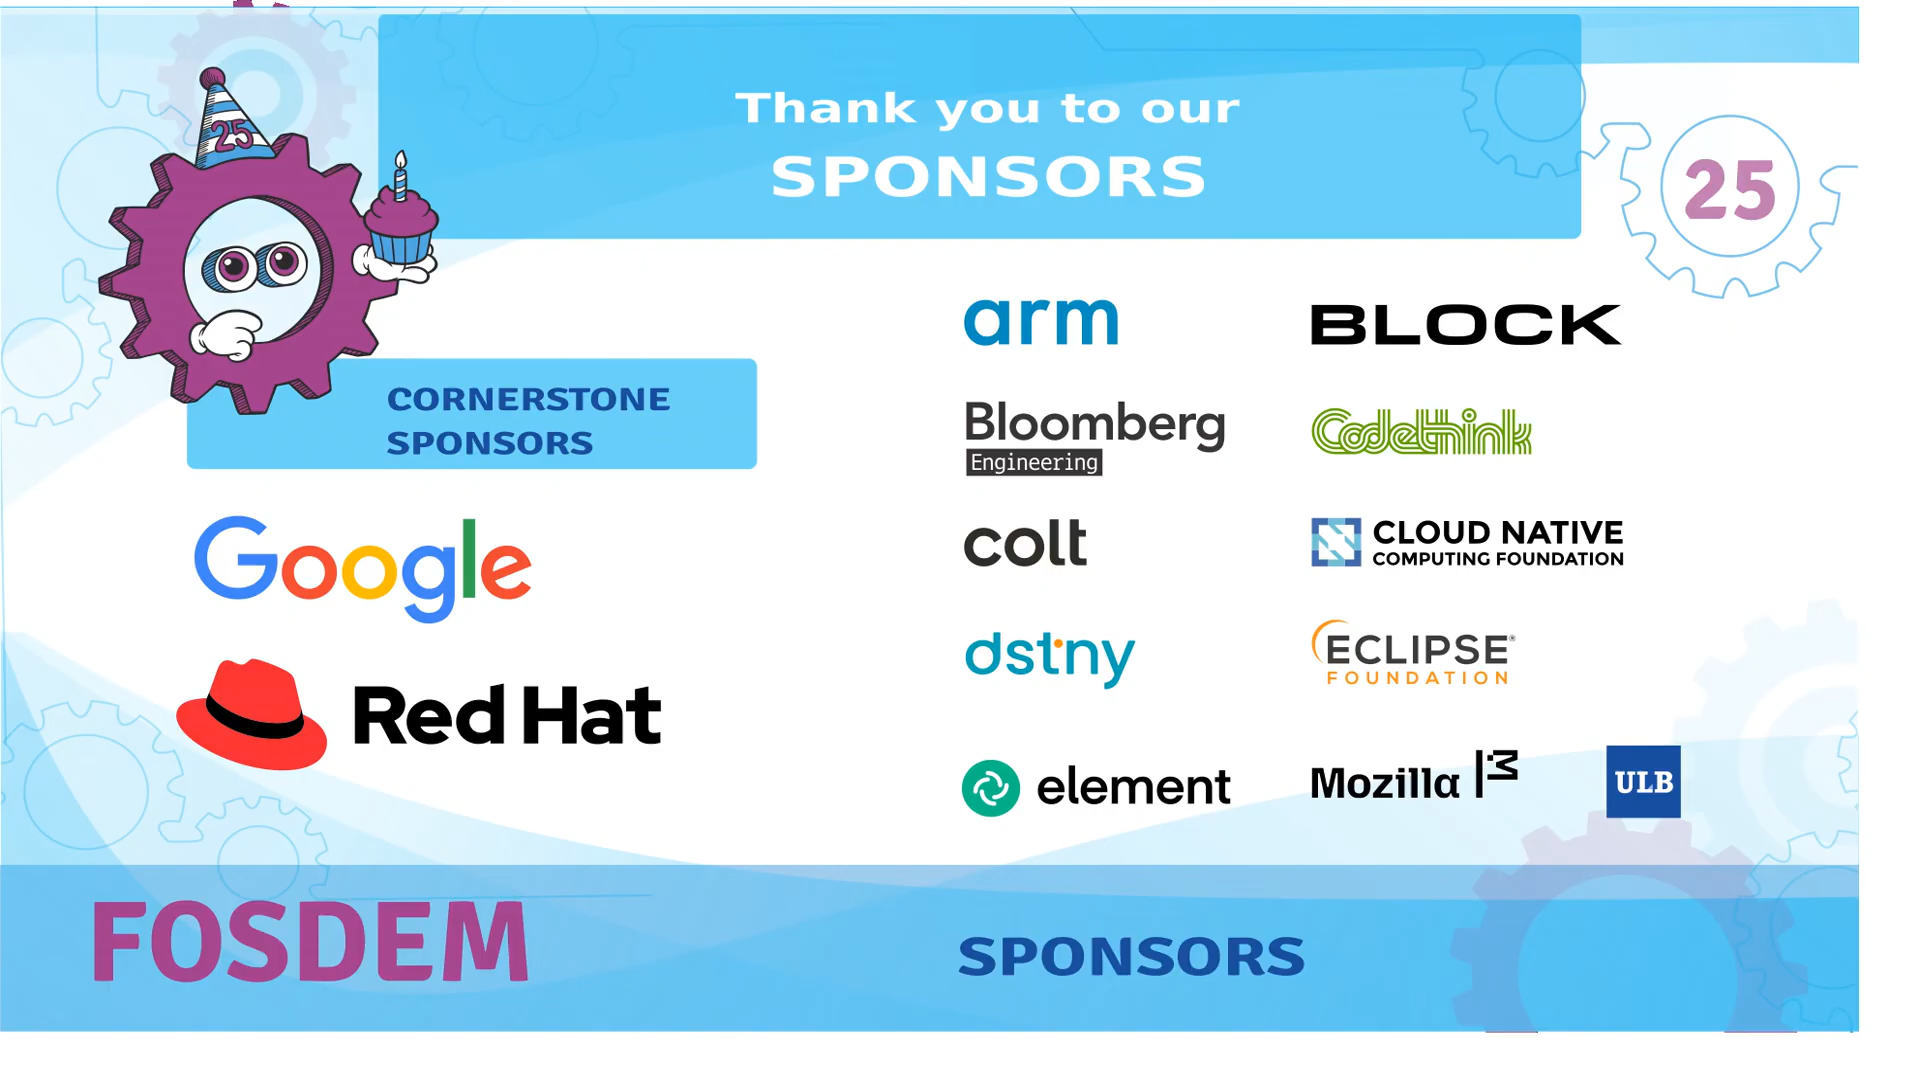 Thank you to our
SPONSORS
25
25
CORNERSTONE
SPONSORS
Google
Red Hat
arm
BLOCK
Bloomberg
Engineering
Codethink
colt
CLOUD NATIVE
COMPUTING FOUNDATION
dstny
ECLIPSE®
FOUNDATION
element
Mozilla
ULB
FOSDEM
SPONSORS